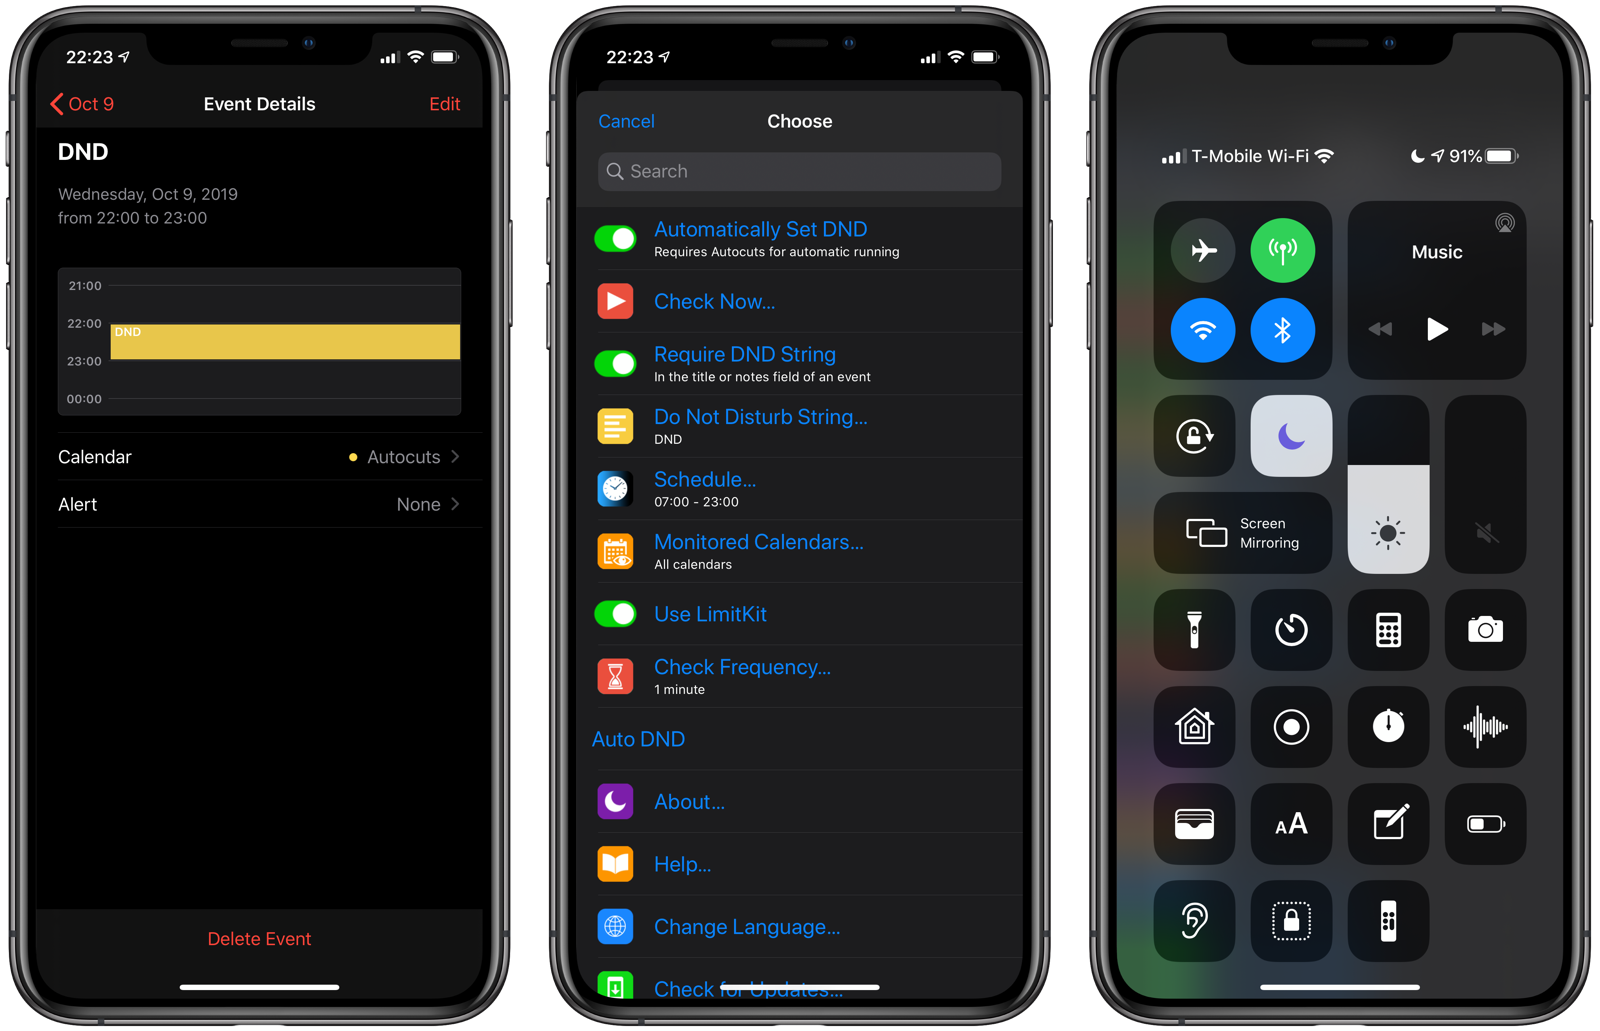 22:23
Oct 9
Event Details
Edit
DND
Wednesday, Oct 9, 2019
from 22:00 to 23:00
21:00
22:00
DND
23:00
00:00
Calendar
Autocuts
Alert
None
Delete Event
22:23
Cancel
Choose
Search
Automatically Set DND
Requires Autocuts for automatic running
Check Now...
Require DND String
In the title or notes field of an event
Do Not Disturb String...
DND
Schedule...
07:00 - 23:00
Monitored Calendars...
All calendars
Use LimitKit
Check Frequency...
1 minute
Auto DND
About...
Help...
Change Language...
Check for Updates...
T-Mobile Wi-Fi
91%
Music
Screen
Mirroring
AA